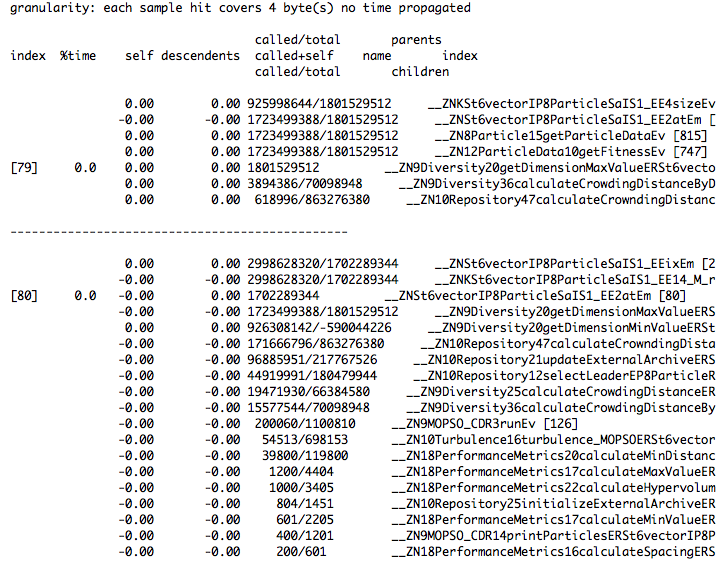 granularity: each sample hit covers 4 byte(s) no time propagated
called/total parents
index %time self descendents called+self name index
called/total children
0.00 0.00 925998644/1801529512 __ZNKSt6vectorIP8ParticleSaIS1_EE4sizeEv
-0.00 -0.00 1723499388/1801529512 __ZNSt6vectorIP8ParticleSaIS1_EE2atEm [
0.00 0.00 1723499388/1801529512 __ZN8Particle15getParticleDataEv [815]
0.00 0.00 1723499388/1801529512 __ZN12ParticleData10getFitnessEv [747]
[79] 0.0 0.00 0.00 1801529512 __ZN9Diversity20getDimensionMaxValueERSt6vecto
0.00 0.00 3894386/70098948 __ZN9Diversity36calculateCrowdingDistanceByD
0.00 0.00 618996/863276380 __ZN10Repository47calculateCrowndingDistanc
-----------------------------------------------
0.00 0.00 2998628320/1702289344 __ZNSt6vectorIP8ParticleSaIS1_EEixEm [2
-0.00 -0.00 2998628320/1702289344 __ZNKSt6vectorIP8ParticleSaIS1_EE14_M_r
[80] 0.0 -0.00 0.00 1702289344 __ZNSt6vectorIP8ParticleSaIS1_EE2atEm [80]
-0.00 -0.00 1723499388/1801529512 __ZN9Diversity20getDimensionMaxValueERS
0.00 0.00 926308142/-590044226 __ZN9Diversity20getDimensionMinValueERSt
-0.00 -0.00 171666796/863276380 __ZN10Repository47calculateCrowndingDista
-0.00 -0.00 96885951/217767526 __ZN10Repository21updateExternalArchiveERS
-0.00 -0.00 44919991/180479944 __ZN10Repository12selectLeaderEP8ParticleR
-0.00 -0.00 19471930/66384580 __ZN9Diversity25calculateCrowdingDistanceER
-0.00 -0.00 15577544/70098948 __ZN9Diversity36calculateCrowdingDistanceBy
-0.00 -0.00 200060/1100810 __ZN9MOPSO_CDR3runEv [126]
-0.00 -0.00 54513/698153 __ZN10Turbulence16turbulence_MOPSOERSt6vector
-0.00 -0.00 39800/119800 __ZN18PerformanceMetrics20calculateMinDistanc
-0.00 -0.00 1200/4404 __ZN18PerformanceMetrics17calculateMaxValueER
-0.00 -0.00 1000/3405 __ZN18PerformanceMetrics22calculateHypervolum
-0.00 -0.00 804/1451 __ZN10Repository25initializeExternalArchiveERS
-0.00 -0.00 601/2205 __ZN18PerformanceMetrics17calculateMinValueER
-0.00 -0.00 400/1201 __ZN9MOPSO_CDR14printParticlesERSt6vectorIP8P
-0.00 -0.00 200/601 __ZN18PerformanceMetrics16calculateSpacingERS